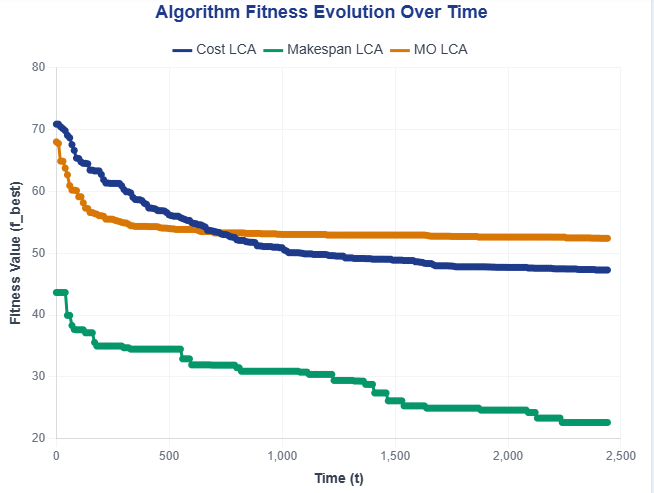 Algorithm Fitness Evolution Over Time
Cost LCA Makespan LCA MO LCA
80
70
60
50
40
30
20
Fitness Value (f_best)
0 500 1,000 1,500 2,000 2,500
Time (t)